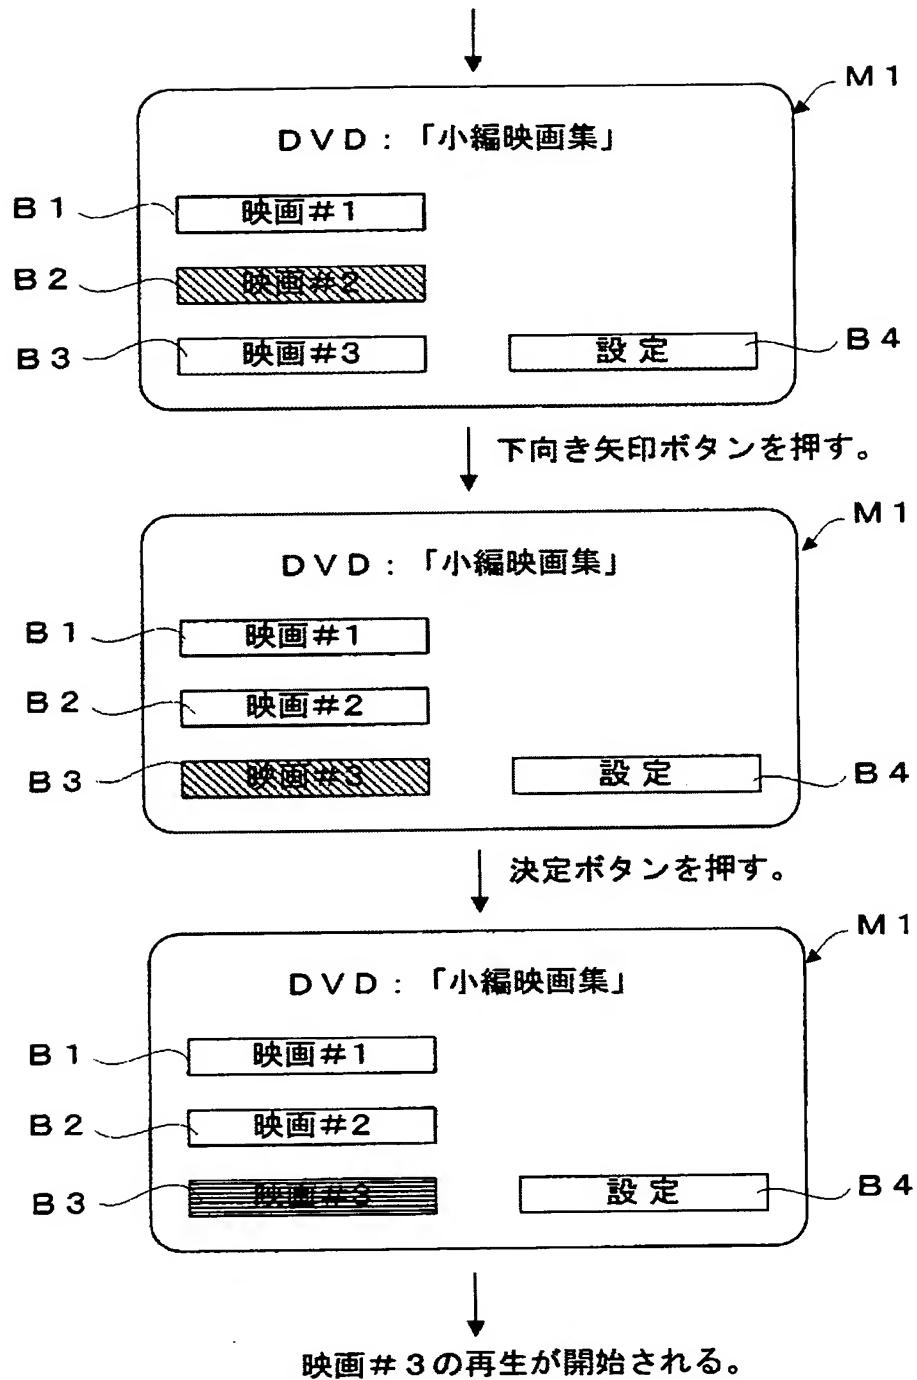 M1
DVD:「小編映画集」
B1 映画#1
B2 映画#2
B3 映画#3 設定 B4
下向き矢印ボタンを押す。
M1
DVD:「小編映画集」
B1 映画#1
B2 映画#2
B3 映画#3 設定 B4
決定ボタンを押す。
M1
DVD:「小編映画集」
B1 映画#1
B2 映画#2
B3 映画#3 設定 B4
映画#3の再生が開始される。